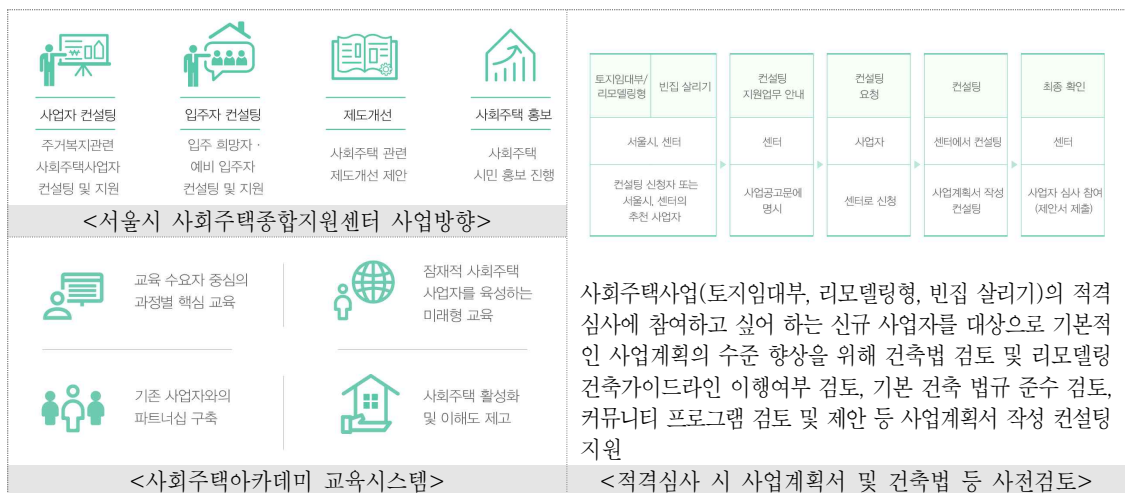 사업자 컨설팅
주거복지관련
사회주택사업자
컨설팅 및 지원
입주자 컨설팅
입주 희망자 ·
예비 입주자
컨설팅 및 지원
제도개선
사회주택 관련
제도개선 제안
사회주택 홍보
사회주택
시민 홍보 진행
<서울시 사회주택종합지원센터 사업방향>
교육 수요자 중심의
과정별 핵심 교육
잠재적 사회주택
사업자를 육성하는
미래형 교육
기존 사업자와의
파트너십 구축
사회주택 활성화
및 이해도 제고
<사회주택아카데미 교육시스템>
토지임대부/
리모델링형
빈집 살리기
서울시, 센터
컨설팅 신청자 또는
서울시, 센터의
추천 사업자
컨설팅
지원업무 안내
센터
사업공고문에
명시
컨설팅
요청
사업자
센터로 신청
컨설팅
센터에서 컨설팅
사업계획서 작성
컨설팅
최종 확인
센터
사업자 심사 참여
(제안서 제출)
사회주택사업(토지임대부, 리모델링형, 빈집 살리기)의 적격
심사에 참여하고 싶어 하는 신규 사업자를 대상으로 기본적
인 사업계획의 수준 향상을 위해 건축법 검토 및 리모델링
건축가이드라인 이행여부 검토, 기본 건축 법규 준수 검토,
커뮤니티 프로그램 검토 및 제안 등 사업계획서 작성 컨설팅
지원
<적격심사 시 사업계획서 및 건축법 등 사전검토>